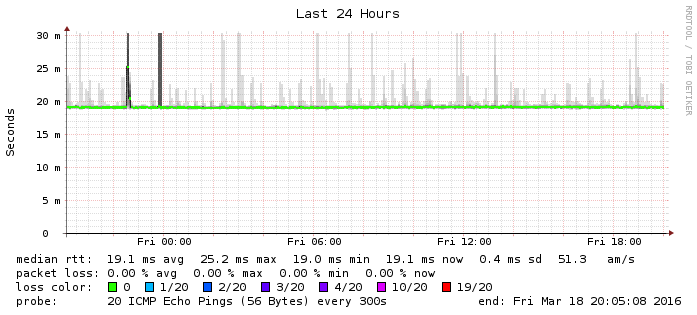 Last 24 Hours
RRDTOOL / TOBI OETIKER
Seconds
30 m
25 m
20 m
15 m
10 m
5 m
0
Fri 00:00 Fri 06:00 Fri 12:00 Fri 18:00
median rtt: 19.1 ms avg 25.2 ms max 19.0 ms min 19.1 ms now 0.4 ms sd 51.3 am/s
packet loss: 0.00 % avg 0.00 % max 0.00 % min 0.00 % now
loss color: 0 1/20 2/20 3/20 4/20 10/20 19/20
probe: 20 ICMP Echo Pings (56 Bytes) every 300s end: Fri Mar 18 20:05:08 2016